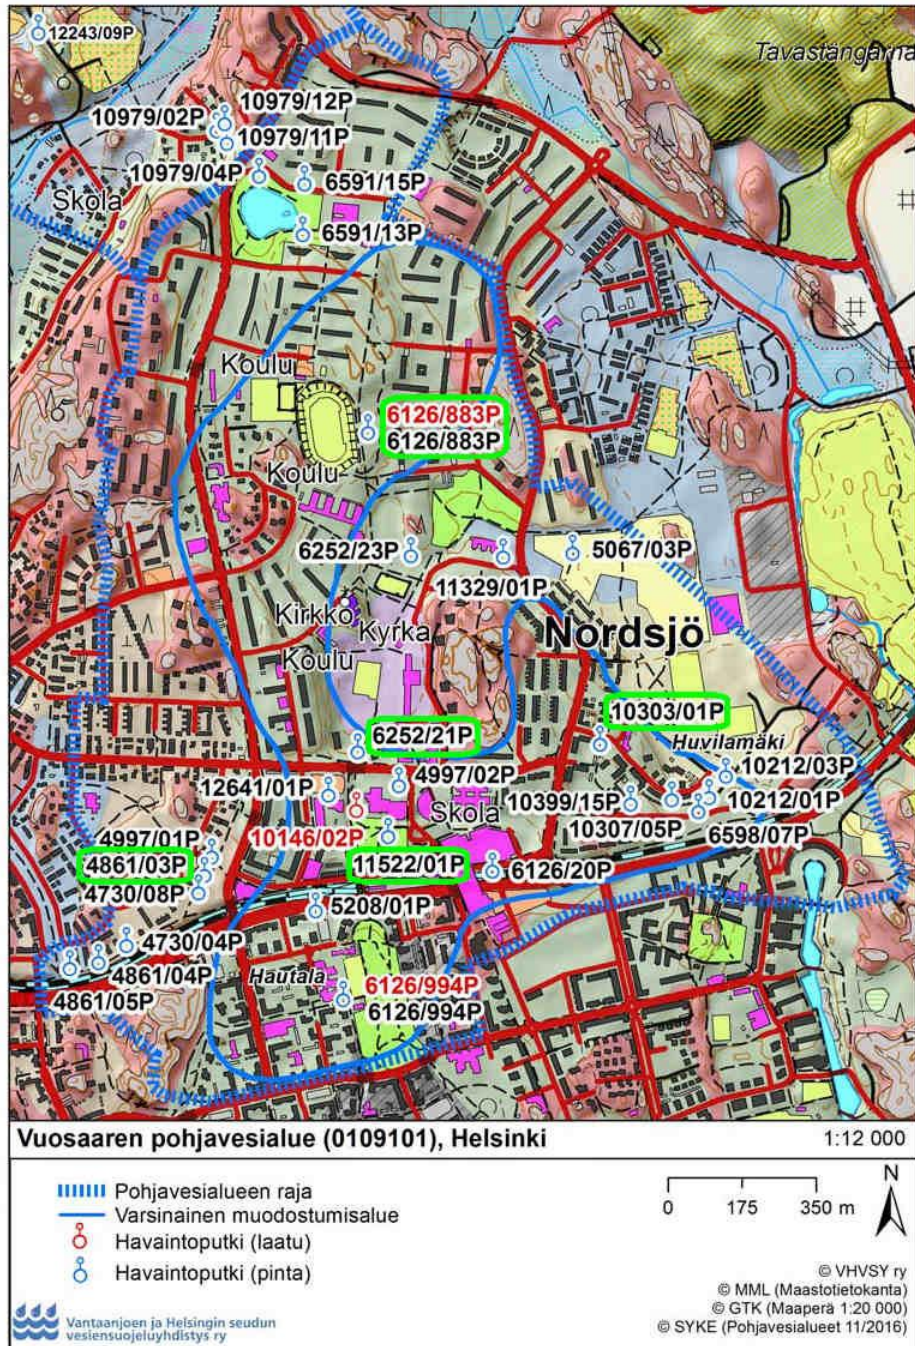 12243/09P
Tavastängarna
10979/12P
10979/02P
10979/11P
10979/04P
6591/15P
Skola
6591/13P
Koulu
6126/883P
6126/883P
Koulu
6252/23P
5067/03P
11329/01P
Kirkko
Kyrka
Nordsjö
Koulu
10303/01P
6252/21P
Huvilamäki
10212/03P
4997/02P
12641/01P
10399/15P
10212/01P
Skola
10307/05P
4997/01P
10146/02P
6598/07P
4861/03P
11522/01P
6126/20P
4730/08P
5208/01P
4730/04P
4861/04P
Hautala
6126/994P
4861/05P
6126/994P
Vuosaaren pohjavesialue (0109101), Helsinki
1:12 000
Pohjavesialueen raja
Varsinainen muodostumisalue
Havaintoputki (laatu)
Havaintoputki (pinta)
N
0 175 350 m
© VHVSY ry
© MML (Maastotietokanta)
© GTK (Maaperä 1:20 000)
© SYKE (Pohjavesialueet 11/2016)
Vantaanjoen ja Helsingin seudun
vesiensuojeluyhdistys ry